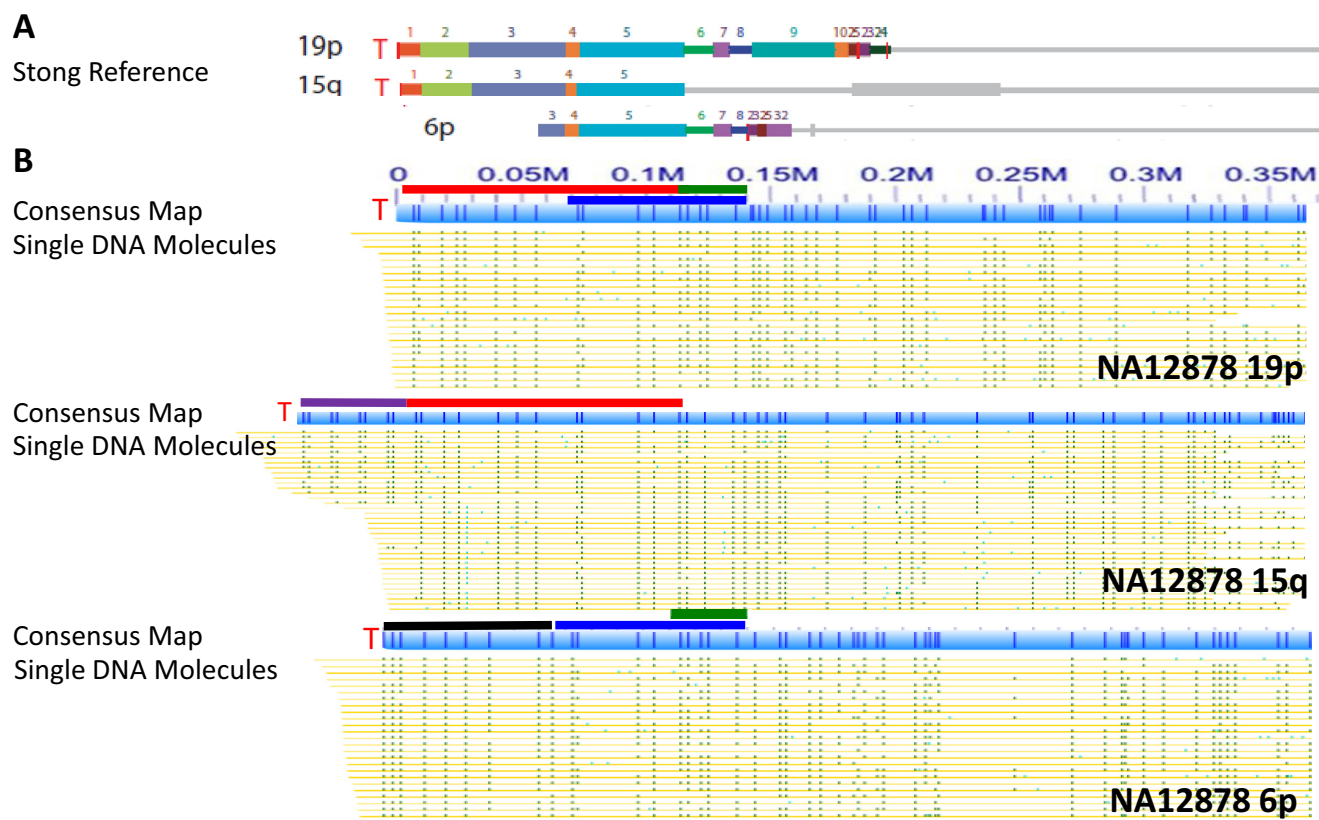 A
Stong Reference
1 2 3 4 5 6 7 8 9
19p T
1 2 3 4 5
15q T
3 4 5 6 7 8
6p
B
0 0.05M 0.1M 0.15M 0.2M 0.25M 0.3M 0.35M
Consensus Map T
Single DNA Molecules
NA12878 19p
Consensus Map T
Single DNA Molecules
NA12878 15q
Consensus Map T
Single DNA Molecules
NA12878 6p